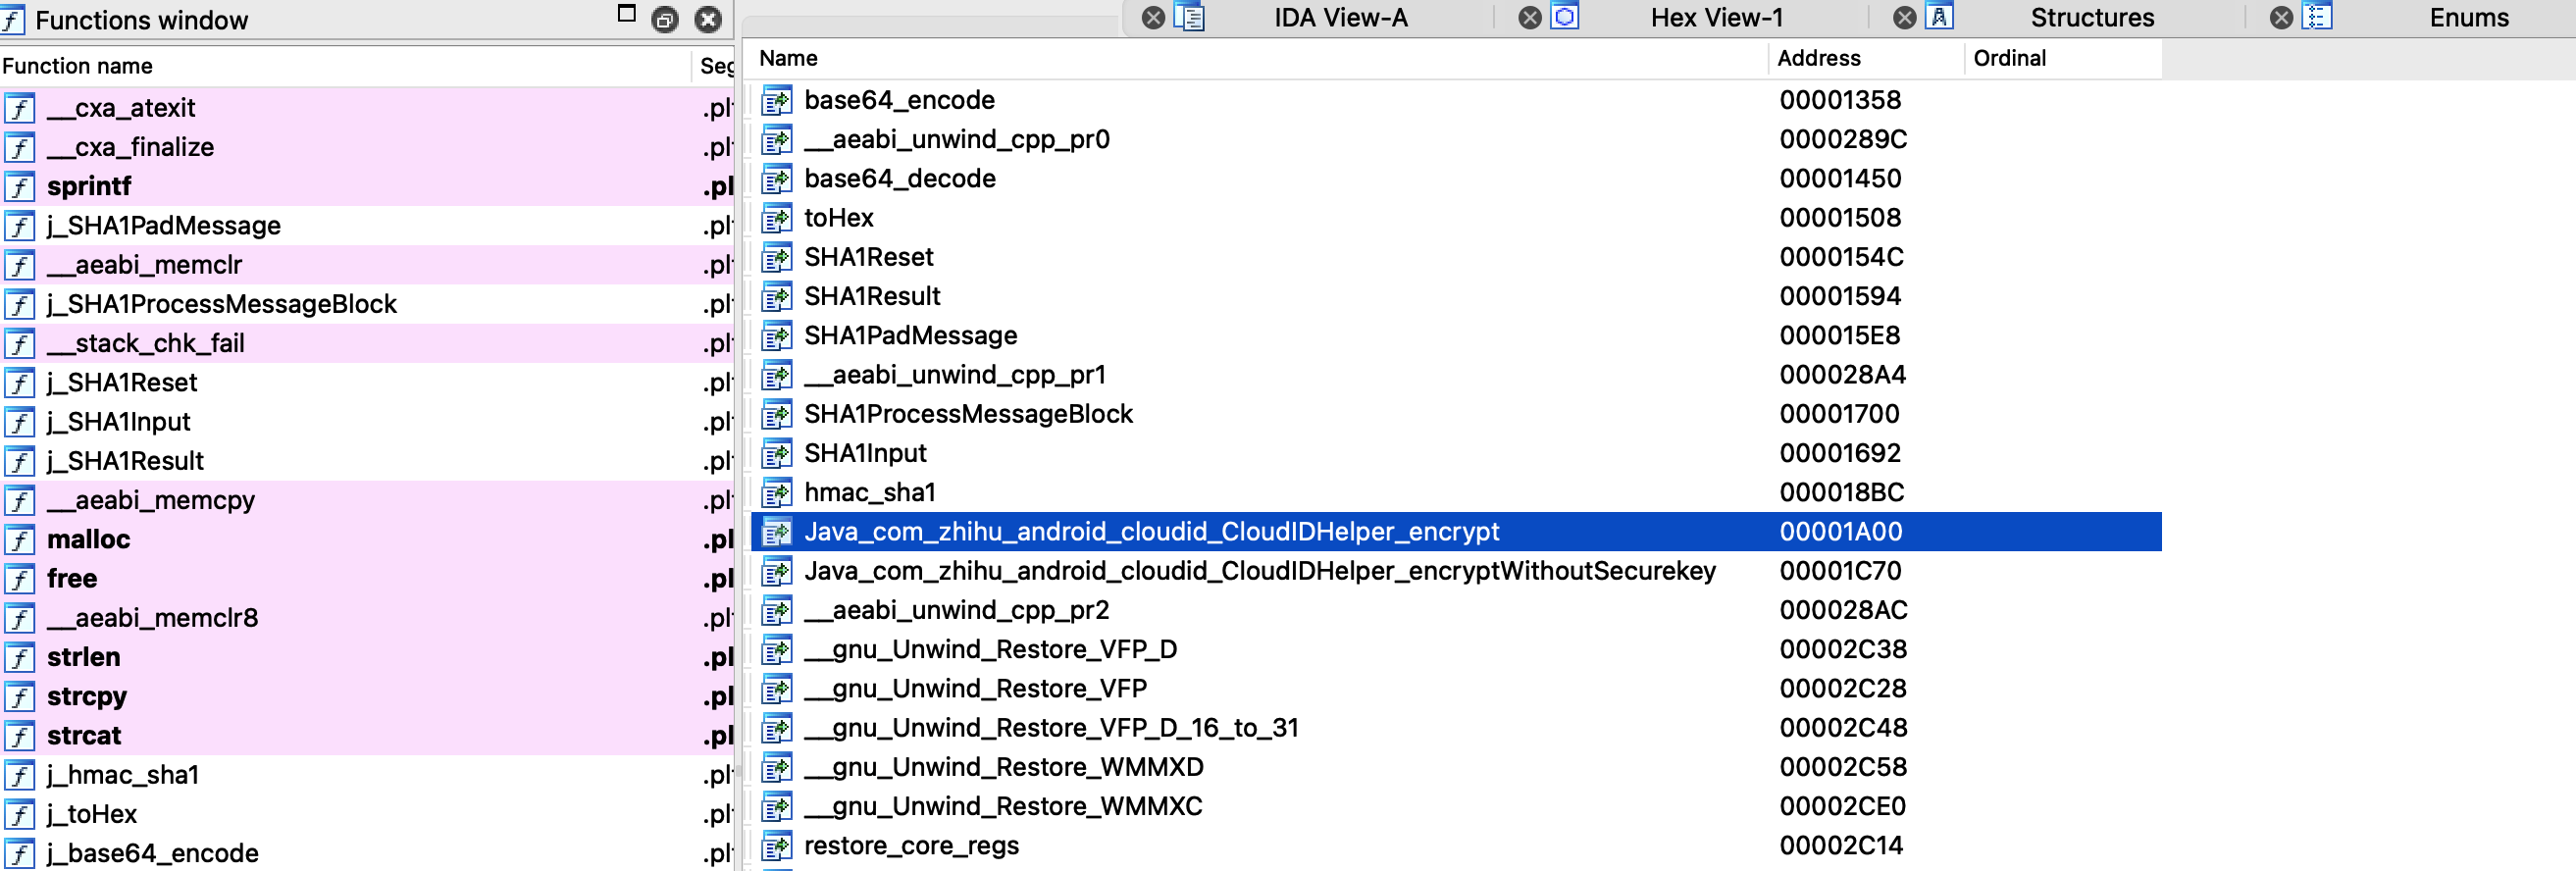 Functions window
Function name Seg
__cxa_atexit .pl
__cxa_finalize .pl
sprintf .pl
j_SHA1PadMessage .pl
__aeabi_memclr .pl
j_SHA1ProcessMessageBlock .pl
__stack_chk_fail .pl
j_SHA1Reset .pl
j_SHA1Input .pl
j_SHA1Result .pl
__aeabi_memcpy .pl
malloc .pl
free .pl
__aeabi_memclr8 .pl
strlen .pl
strcpy .pl
strcat .pl
j_hmac_sha1 .pl
j_toHex .pl
j_base64_encode .pl
IDA View-A Hex View-1 Structures Enums
Name Address Ordinal
base64_encode 00001358
__aeabi_unwind_cpp_pr0 0000289C
base64_decode 00001450
toHex 00001508
SHA1Reset 0000154C
SHA1Result 00001594
SHA1PadMessage 000015E8
__aeabi_unwind_cpp_pr1 000028A4
SHA1ProcessMessageBlock 00001700
SHA1Input 00001692
hmac_sha1 000018BC
Java_com_zhihu_android_cloudid_CloudIDHelper_encrypt 00001A00
Java_com_zhihu_android_cloudid_CloudIDHelper_encryptWithoutSecurekey 00001C70
__aeabi_unwind_cpp_pr2 000028AC
__gnu_Unwind_Restore_VFP_D 00002C38
__gnu_Unwind_Restore_VFP 00002C28
__gnu_Unwind_Restore_VFP_D_16_to_31 00002C48
__gnu_Unwind_Restore_WMMXD 00002C58
__gnu_Unwind_Restore_WMMXC 00002CE0
restore_core_regs 00002C14